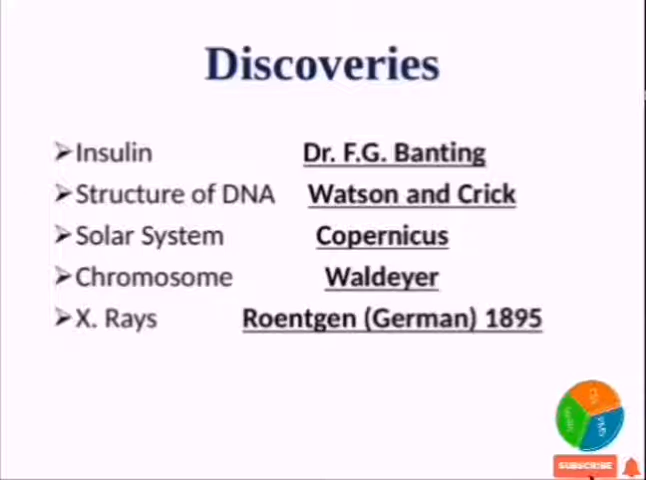 Discoveries
➢Insulin Dr. F.G. Banting
➢Structure of DNA Watson and Crick
➢Solar System Copernicus
➢Chromosome Waldeyer
➢X. Rays Roentgen (German) 1895
SUBSCRIBE